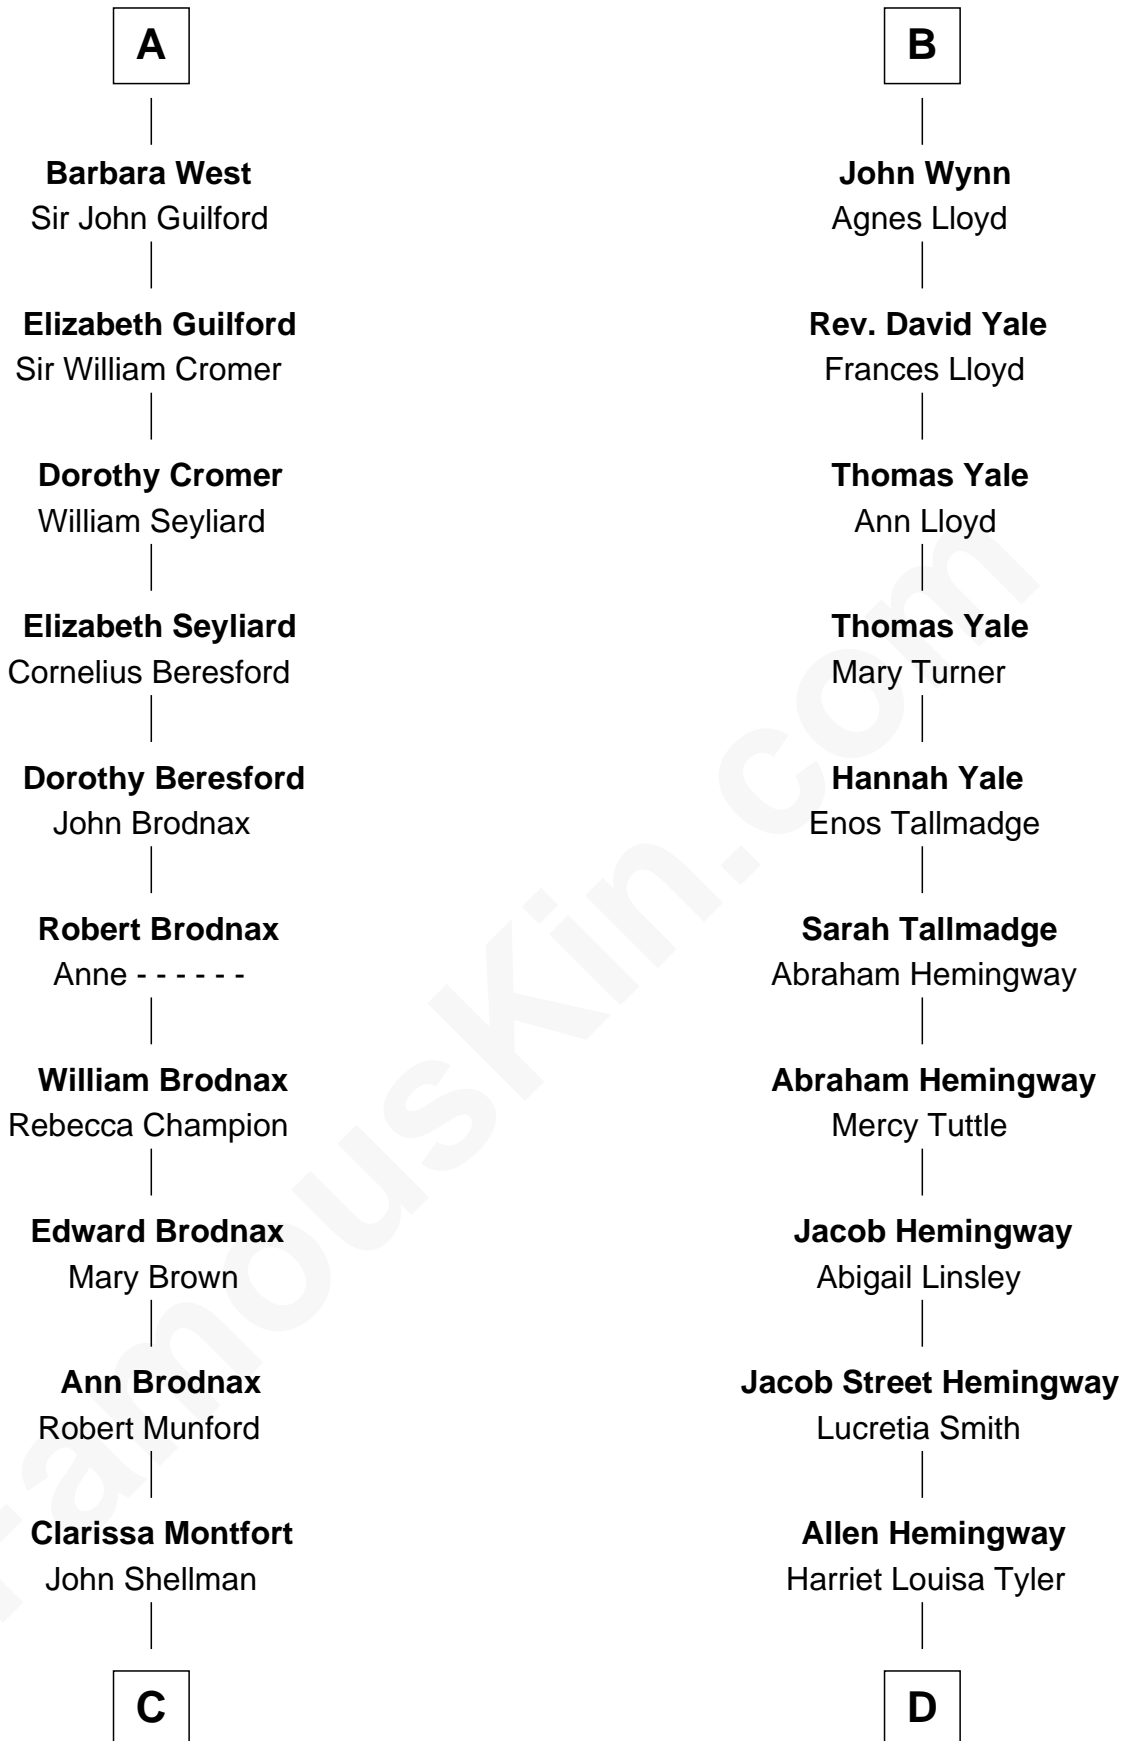 A
Barbara West
Sir John Guilford
Elizabeth Guilford
Sir William Cromer
Dorothy Cromer
William Seyliard
Elizabeth Seyliard
Cornelius Beresford
Dorothy Beresford
John Brodnax
Robert Brodnax
Anne - - - - - -
William Brodnax
Rebecca Champion
Edward Brodnax
Mary Brown
Ann Brodnax
Robert Munford
Clarissa Montfort
John Shellman
C
B
John Wynn
Agnes Lloyd
Rev. David Yale
Frances Lloyd
Thomas Yale
Ann Lloyd
Thomas Yale
Mary Turner
Hannah Yale
Enos Tallmadge
Sarah Tallmadge
Abraham Hemingway
Abraham Hemingway
Mercy Tuttle
Jacob Hemingway
Abigail Linsley
Jacob Street Hemingway
Lucretia Smith
Allen Hemingway
Harriet Louisa Tyler
D
FamousKin.com